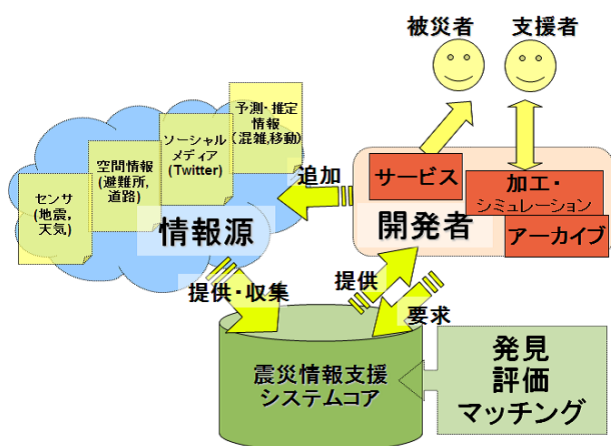 被災者
支援者
予測・推定
情報
(混雑,移動)
ソーシャル
メディア
(Twitter)
空間情報
(避難所,
道路)
センサ
(地震,
天気)
情報源
追加
サービス
加工・
シミュレーション
アーカイブ
開発者
提供・収集
提供
要求
震災情報支援
システムコア
発見
評価
マッチング